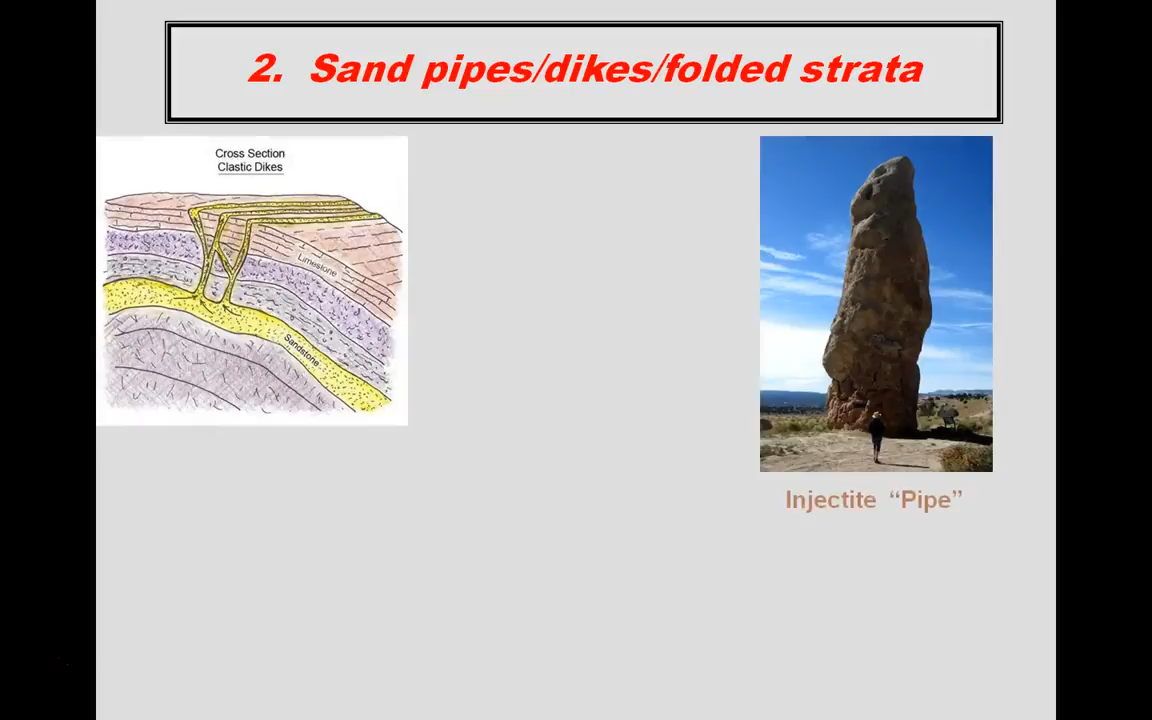 2. Sand pipes/dikes/folded strata
Cross Section
Clastic Dikes
Limestone
Sandstone
Injectite “Pipe”